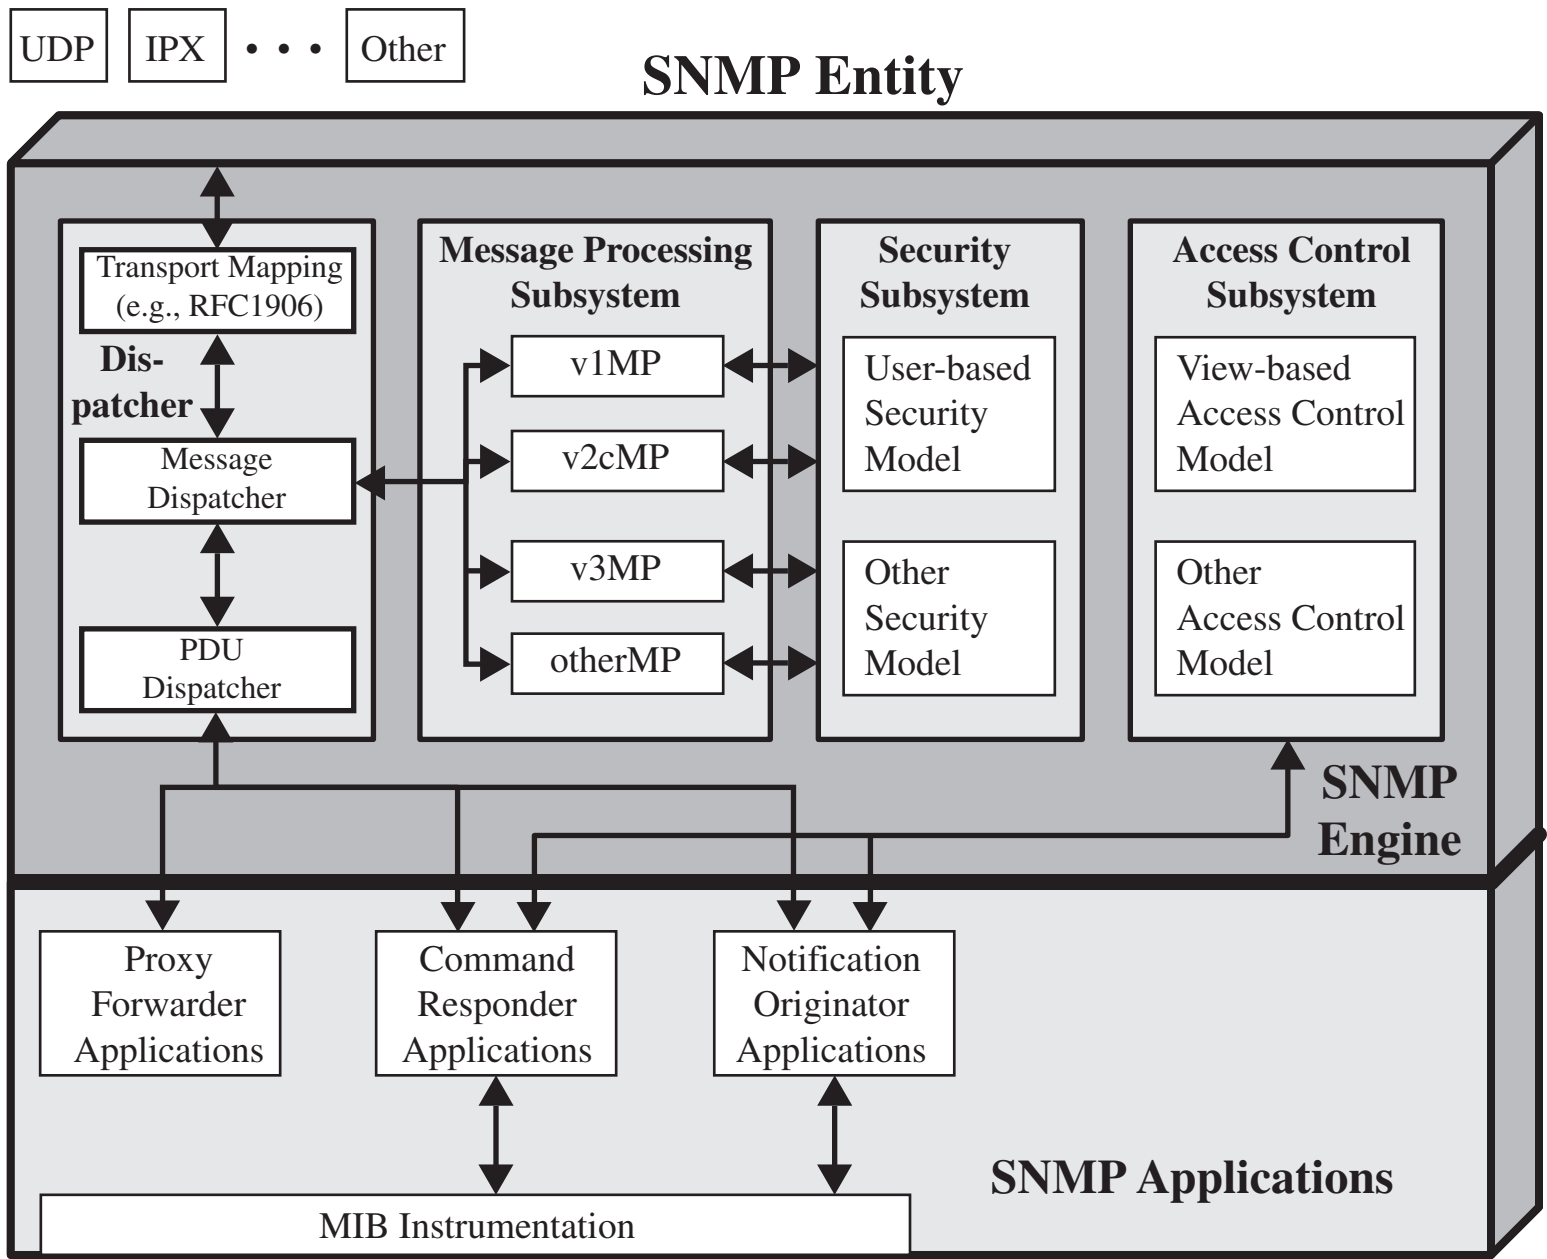 UDP
IPX
• • •
Other
SNMP Entity
Transport Mapping
(e.g., RFC1906)
Dis-
patcher
Message
Dispatcher
PDU
Dispatcher
Message Processing
Subsystem
v1MP
v2cMP
v3MP
otherMP
Security
Subsystem
User-based
Security
Model
Other
Security
Model
Access Control
Subsystem
View-based
Access Control
Model
Other
Access Control
Model
SNMP
Engine
Proxy
Forwarder
Applications
Command
Responder
Applications
Notification
Originator
Applications
SNMP Applications
MIB Instrumentation